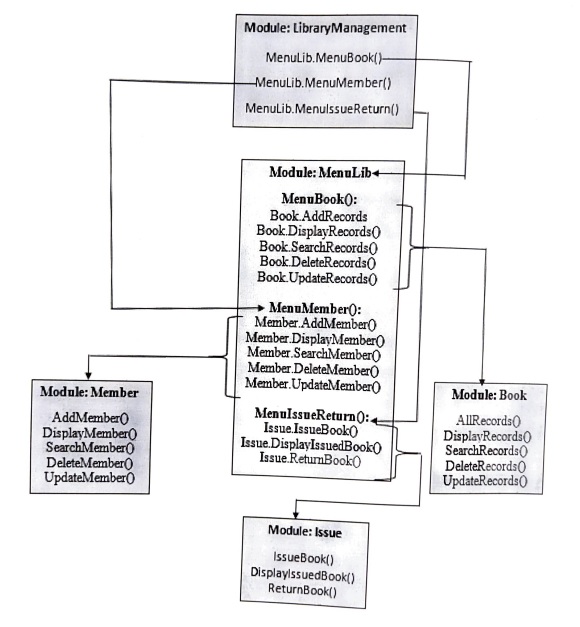 Module: LibraryManagement
MenuLib.MenuBook()
MenuLib.MenuMember()
MenuLib.MenuIssueReturn()
Module: MenuLib
MenuBook():
Book.AddRecords
Book.DisplayRecords()
Book.SearchRecords()
Book.DeleteRecords()
Book.UpdateRecords()
MenuMember():
Member.AddMember()
Member.DisplayMember()
Member.SearchMember()
Member.DeleteMember()
Member.UpdateMember()
MenuIssueReturn():
Issue.IssueBook()
Issue.DisplayIssuedBook()
Issue.ReturnBook()
Module: Member
AddMember()
DisplayMember()
SearchMember()
DeleteMember()
UpdateMember()
Module: Book
AllRecords()
DisplayRecords()
SearchRecords()
DeleteRecords()
UpdateRecords()
Module: Issue
IssueBook()
DisplayIssuedBook()
ReturnBook()